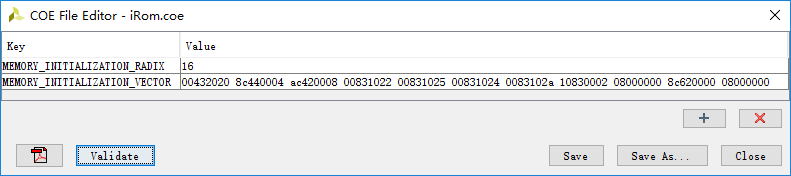 COE File Editor - iRom.coe
Key Value
MEMORY_INITIALIZATION_RADIX 16
MEMORY_INITIALIZATION_VECTOR 00432020 8c440004 ac420008 00831022 00831025 00831024 0083102a 10830002 08000000 8c620000 08000000
Validate Save Save As... Close